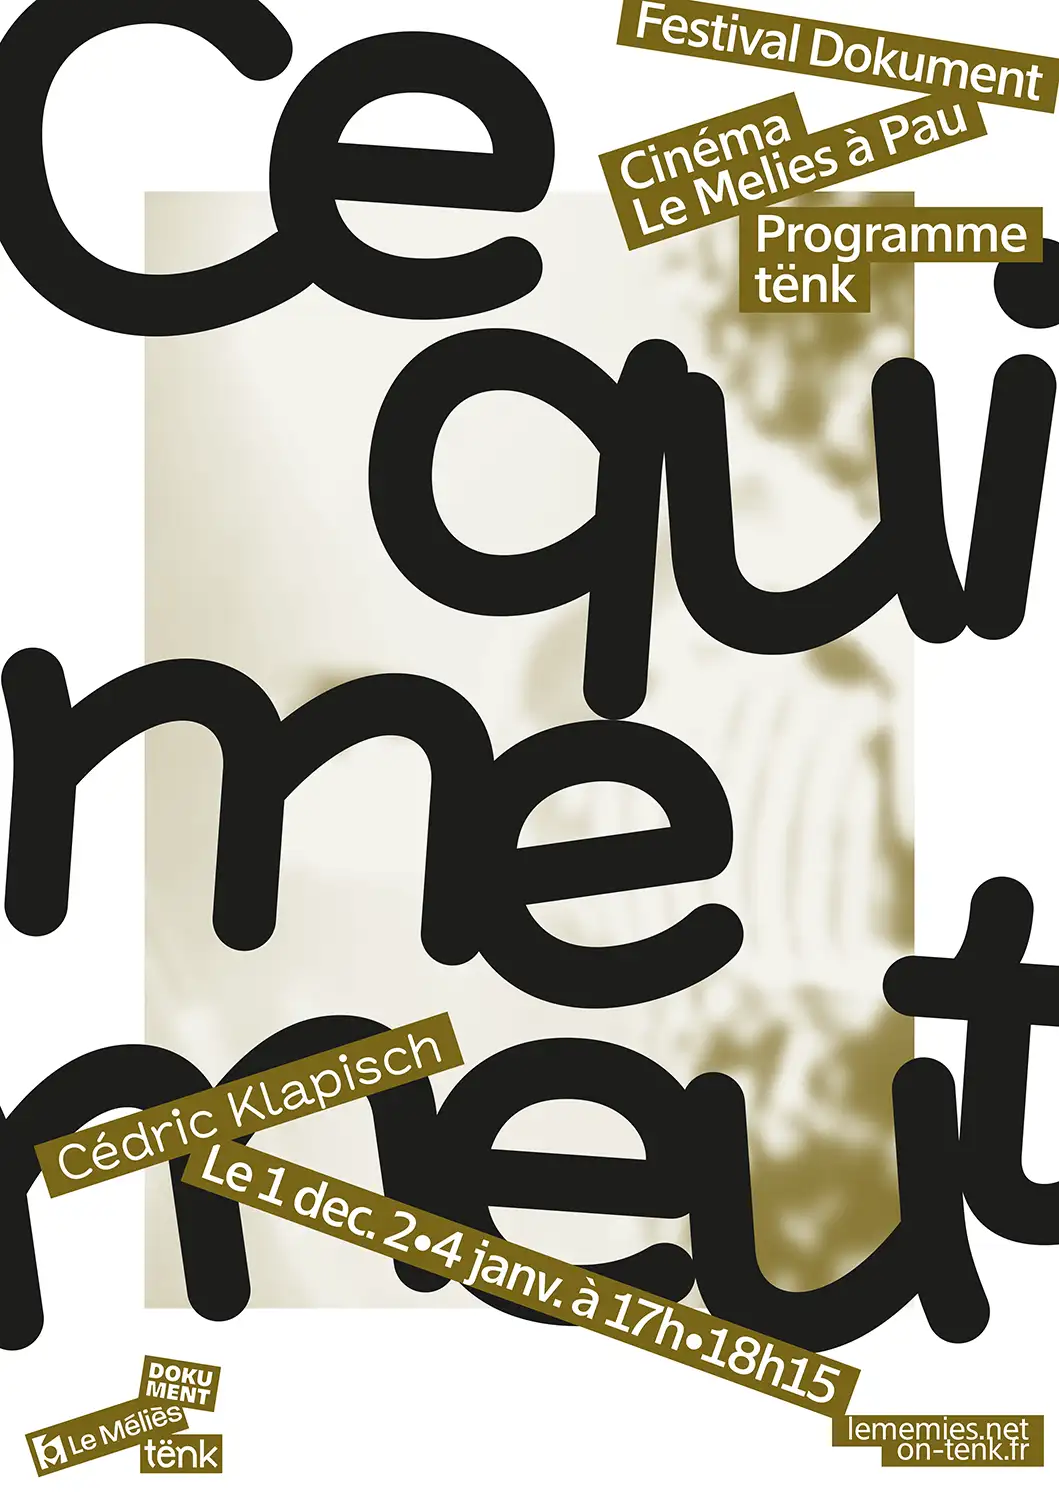 Festival Dokument
Cinéma
Le Melies à Pau
Programme
tënk
Ce
qui
me
meut
Cédric Klapisch
Le 1 dec. 2•4 janv. à 17h•18h15
DOKU
MENT
Le Méliēs
tënk
lememies.net
on-tenk.fr